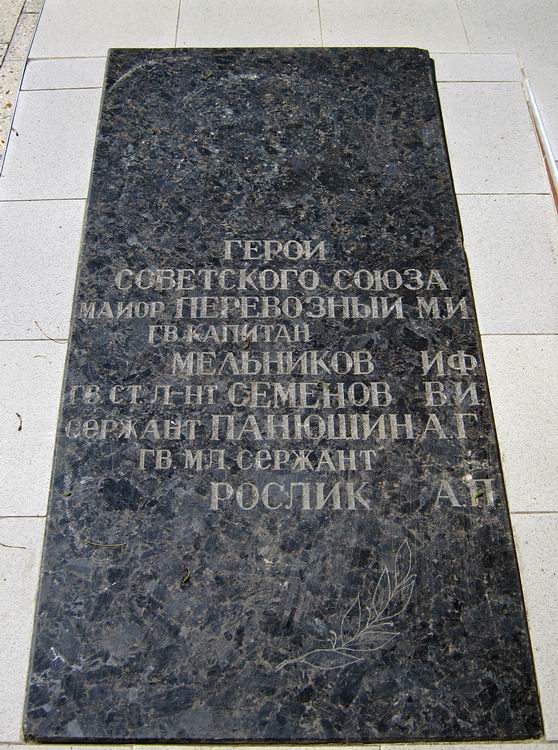 ГЕРОИ
СОВЕТСКОГО СОЮЗА
МАЙОР ПЕРЕВОЗНЫЙ М.И
ГВ.КАПИТАН
МЕЛЬНИКОВ И.Ф.
ГВ.СТ.Л-НТ СЕМЕНОВ В.И.
СЕРЖАНТ ПАНЮШИН А.Г
ГВ.МЛ.СЕРЖАНТ
РОСЛИК А.П.